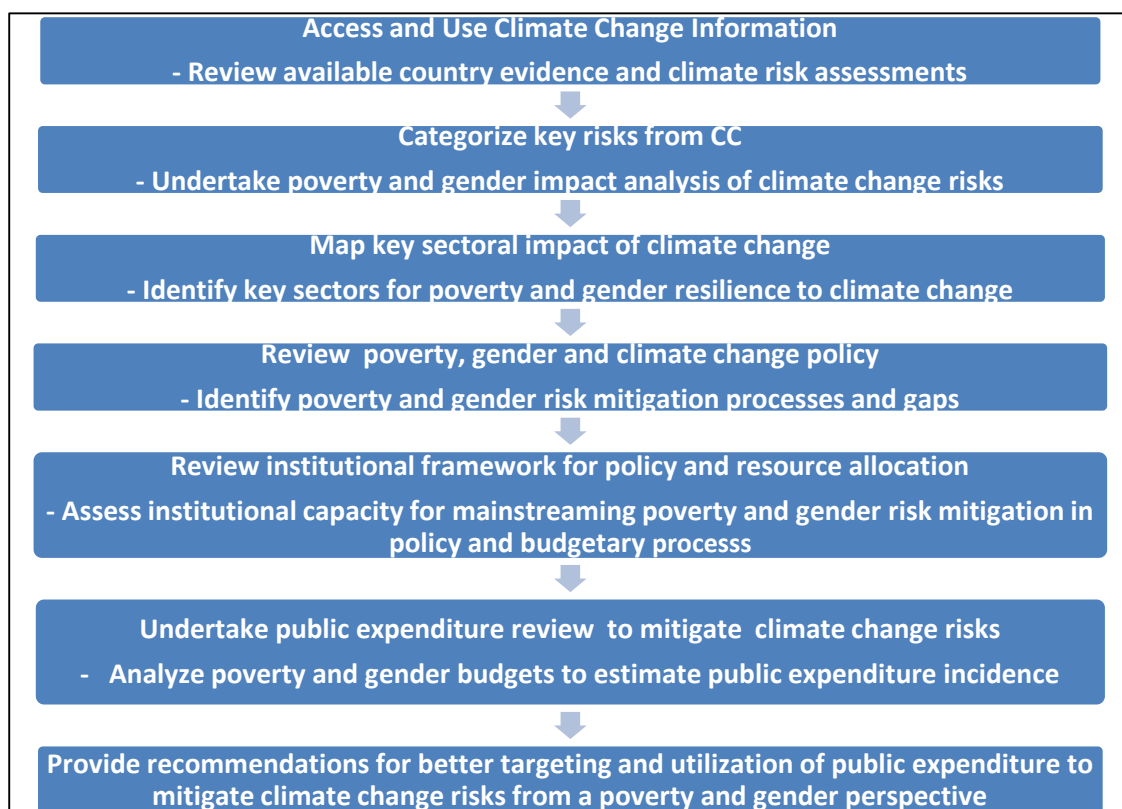 Access and Use Climate Change Information
- Review available country evidence and climate risk assessments
Categorize key risks from CC
- Undertake poverty and gender impact analysis of climate change risks
Map key sectoral impact of climate change
- Identify key sectors for poverty and gender resilience to climate change
Review poverty, gender and climate change policy
- Identify poverty and gender risk mitigation processes and gaps
Review institutional framework for policy and resource allocation
- Assess institutional capacity for mainstreaming poverty and gender risk mitigation in
policy and budgetary processs
Undertake public expenditure review to mitigate climate change risks
- Analyze poverty and gender budgets to estimate public expenditure incidence
Provide recommendations for better targeting and utilization of public expenditure to
mitigate climate change risks from a poverty and gender perspective